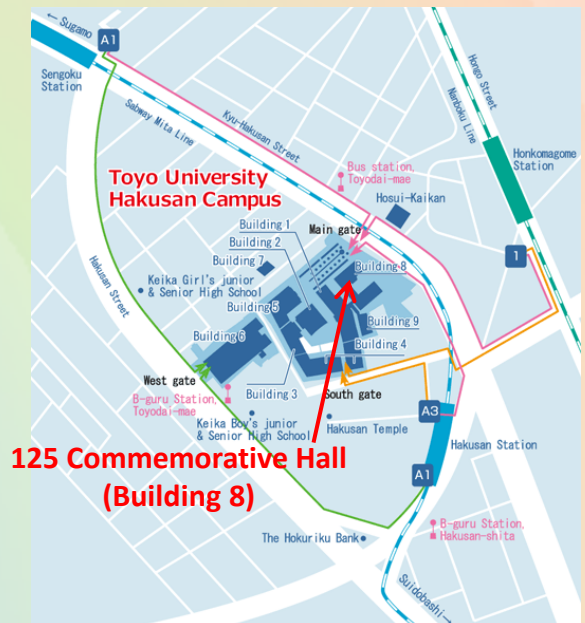 ← Sugamo
A1
Sengoku
Station
Sabway Mita Line
Kyu-Hakusan Street
Hongo Street
Nanboku Line
Honkomagome
Station
Bus station,
Toyodai-mae
Toyo University
Hakusan Campus
Hosui-Kaikan
Building 1
Main gate
Building 2
Building 7
Building 8
1
Hakusan Street
Keika Girl's junior
& Senior High School
Building 5
Building 9
Building 6
Building 4
West gate
Building 3
South gate
B-guru Station,
Toyodai-mae
A3
Keika Boy's junior
& Senior High School
Hakusan Temple
Hakusan Station
125 Commemorative Hall
(Building 8)
A1
B-guru Station,
Hakusan-shita
The Hokuriku Bank
Suidobashi→